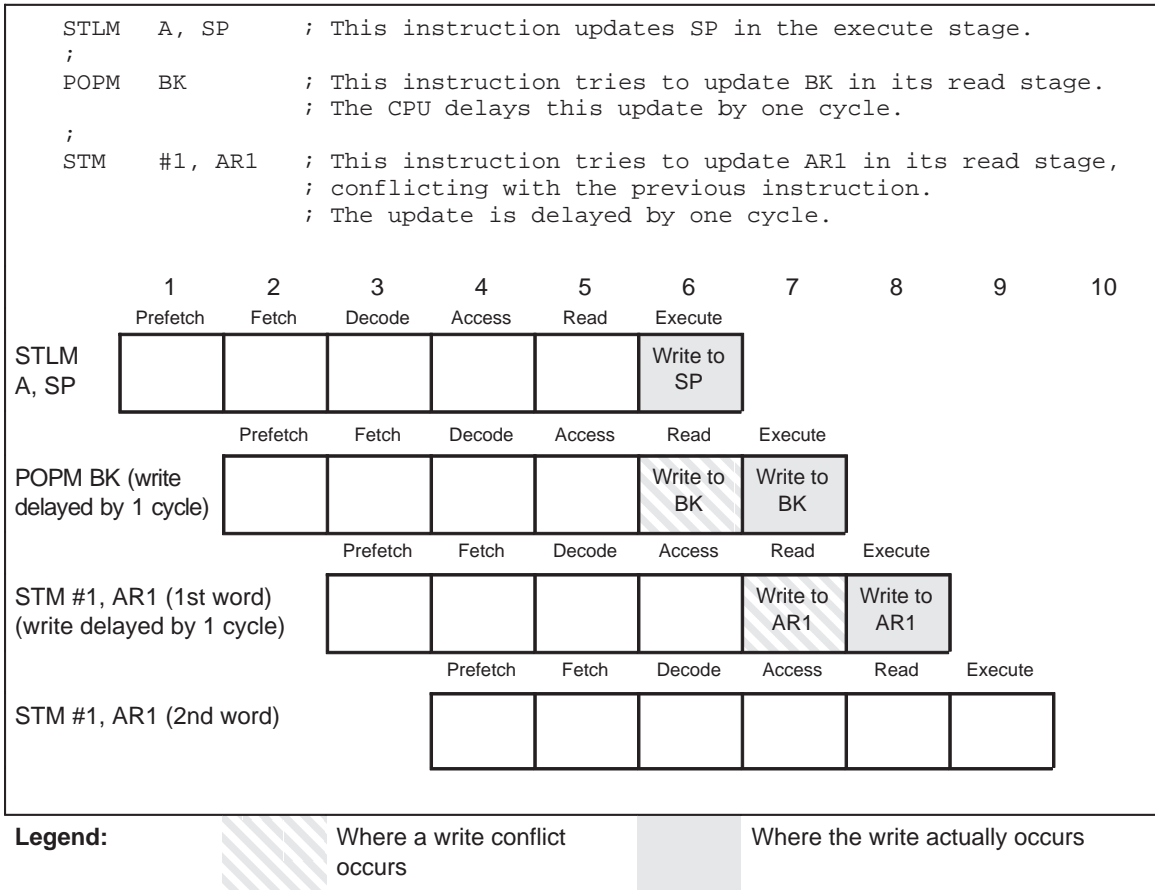 STLM A, SP ; This instruction updates SP in the execute stage.
;
POPM BK ; This instruction tries to update BK in its read stage.
; The CPU delays this update by one cycle.
;
STM #1, AR1 ; This instruction tries to update AR1 in its read stage,
; conflicting with the previous instruction.
; The update is delayed by one cycle.
1 2 3 4 5 6 7 8 9 10
Prefetch Fetch Decode Access Read Execute
STLM
A, SP
Write to
SP
Prefetch Fetch Decode Access Read Execute
POPM BK (write
delayed by 1 cycle)
Write to
BK
Write to
BK
Prefetch Fetch Decode Access Read Execute
STM #1, AR1 (1st word)
(write delayed by 1 cycle)
Write to
AR1
Write to
AR1
Prefetch Fetch Decode Access Read Execute
STM #1, AR1 (2nd word)
Legend:
Where a write conflict
occurs
Where the write actually occurs